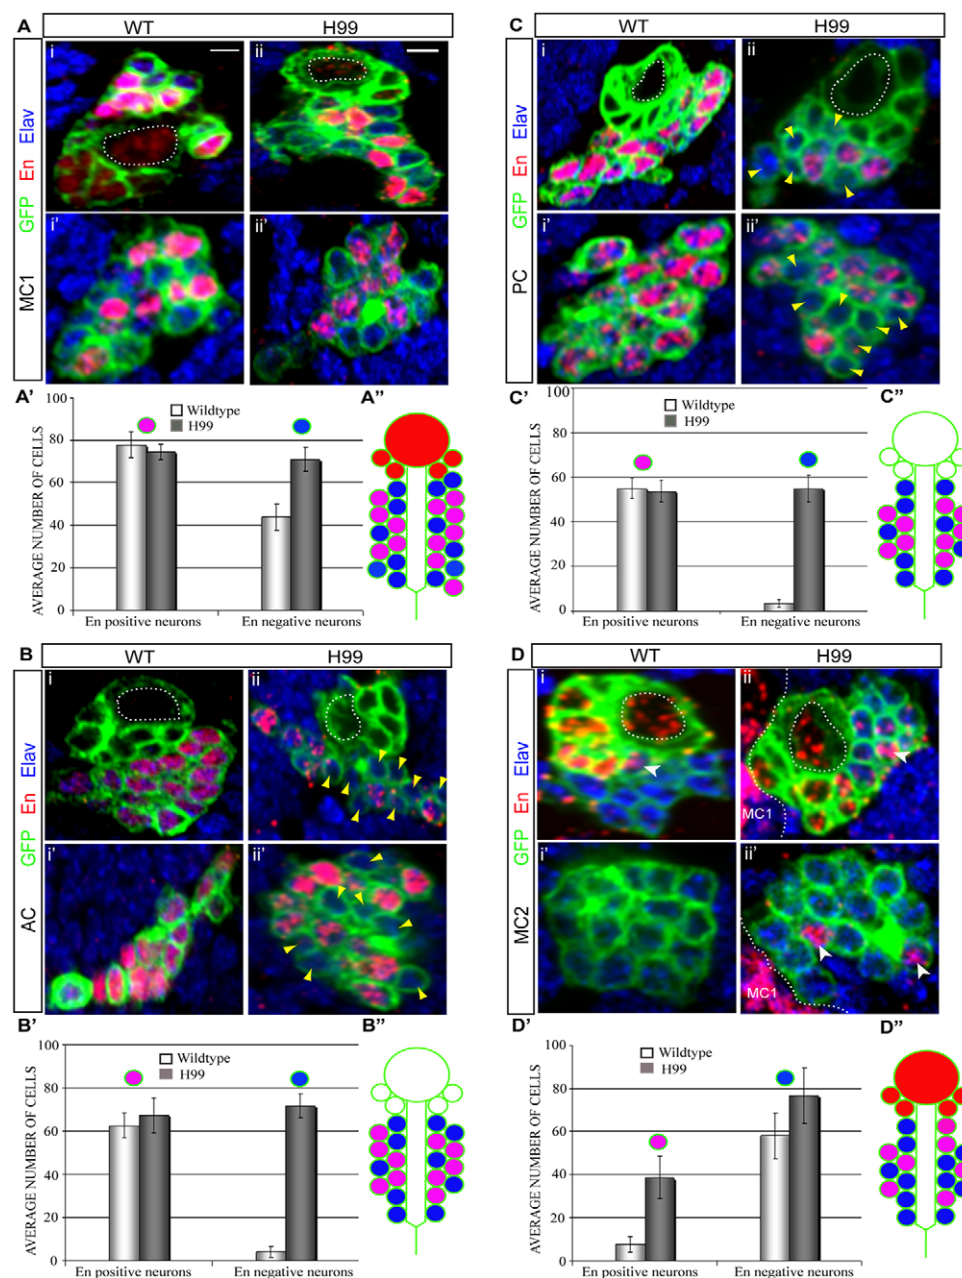 A
WT
H99
GFP En Elav
MC1
i
ii
i'
ii'
A'
A"
AVERAGE NUMBER OF CELLS
100
80
60
40
20
0
Wildtype
H99
En positive neurons
En negative neurons
C
WT
H99
GFP En Elav
PC
i
ii
i'
ii'
C'
C"
AVERAGE NUMBER OF CELLS
100
80
60
40
20
0
Wildtype
H99
En positive neurons
En negative neurons
B
WT
H99
GFP En Elav
AC
i
ii
i'
ii'
B'
B"
AVERAGE NUMBER OF CELLS
100
80
60
40
20
0
Wildtype
H99
En positive neurons
En negative neurons
D
WT
H99
GFP En Elav
MC2
i
ii
MC1
i'
ii'
MC1
D'
D"
AVERAGE NUMBER OF CELLS
100
80
60
40
20
0
Wildtype
H99
En positive neurons
En negative neurons